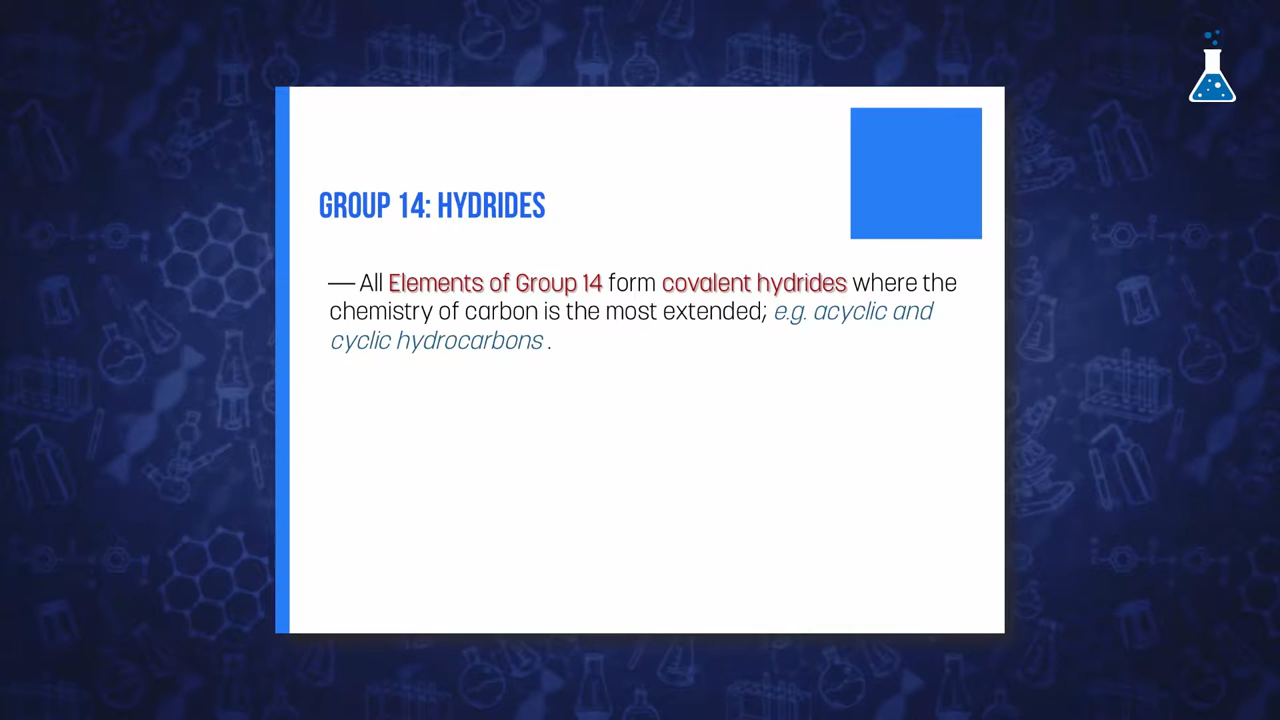 GROUP 14: HYDRIDES
— All Elements of Group 14 form covalent hydrides where the
chemistry of carbon is the most extended; e.g. acyclic and
cyclic hydrocarbons .